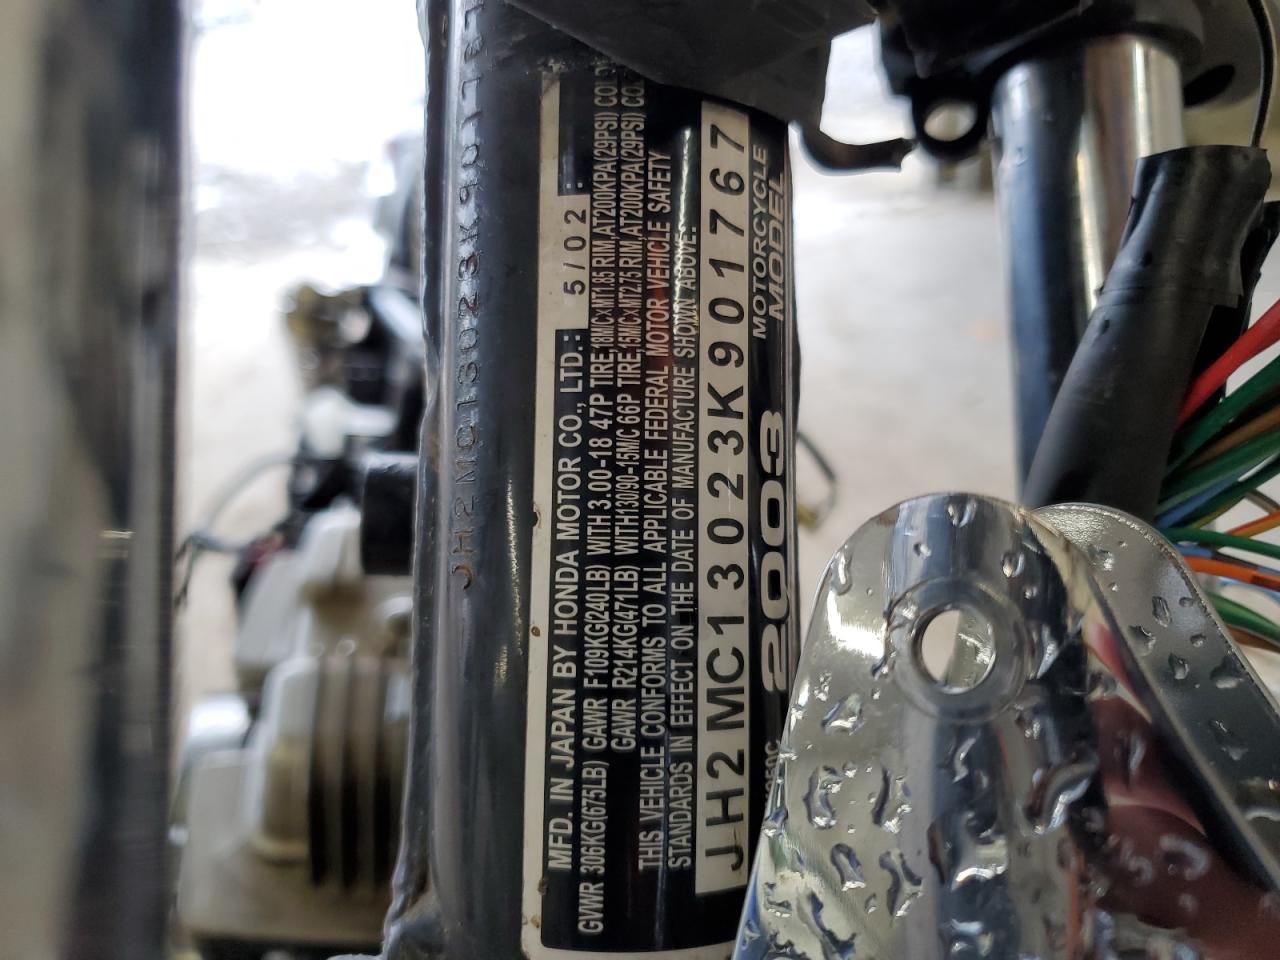 JH2MC13023K901767
MFD. IN JAPAN BY HONDA MOTOR CO., LTD.: 5/02 :
GVWR 306KG(675LB) GAWR F109KG(240LB) WITH 3.00-18 47P TIRE,18M/C×MT1.85 RIM,AT200KPA(29PSI) COLD
GAWR R214KG(471LB) WITH130/90-15M/C 66P TIRE,15M/C×MT2.75 RIM,AT200KPA(29PSI) COLD
THIS VEHICLE CONFORMS TO ALL APPLICABLE FEDERAL MOTOR VEHICLE SAFETY
STANDARDS IN EFFECT ON THE DATE OF MANUFACTURE SHOWN ABOVE.
JH2MC13023K901767
2003 MOTORCYCLE
MODEL